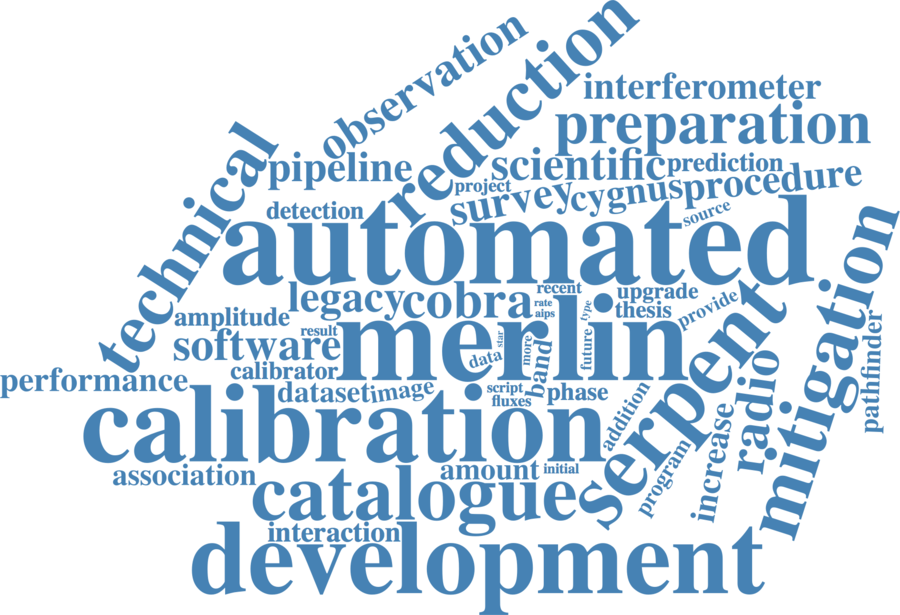 observation
reduction
interferometer
preparation
technical
pipeline
scientific
prediction
project
survey
cygnus
procedure
detection
source
automated
mitigation
legacy
cobra
recent
upgrade
rate
aips
type
thesis
provide
amplitude
merlin
serpent
pathfinder
result
software
star
data
more
future
calibrator
band
radio
performance
dataset
image
script
fluxes
phase
addition
calibration
increase
association
amount
initial
program
catalogue
interaction
development